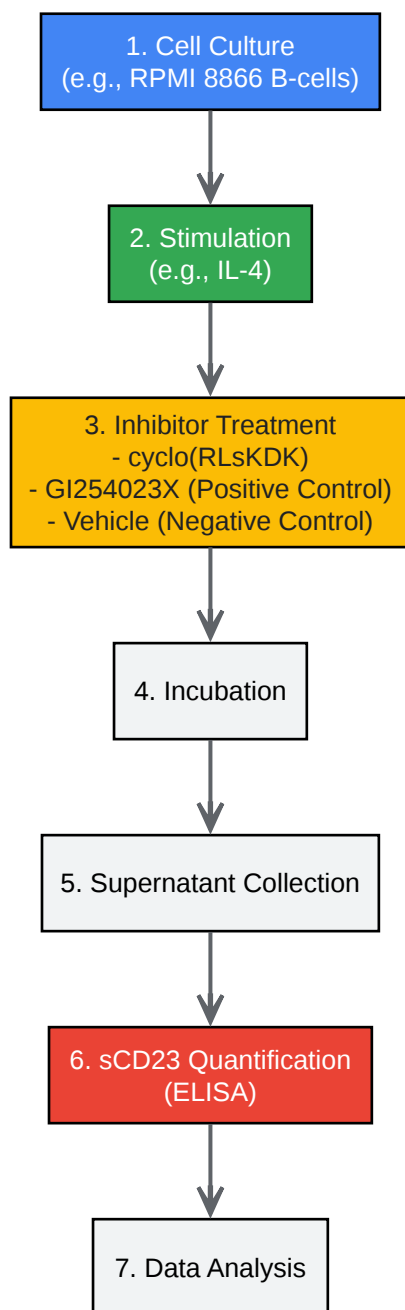 1. Cell Culture
(e.g., RPMI 8866 B-cells)
2. Stimulation
(e.g., IL-4)
3. Inhibitor Treatment
- cyclo(RLsKDK)
- GI254023X (Positive Control)
- Vehicle (Negative Control)
4. Incubation
5. Supernatant Collection
6. sCD23 Quantification
(ELISA)
7. Data Analysis